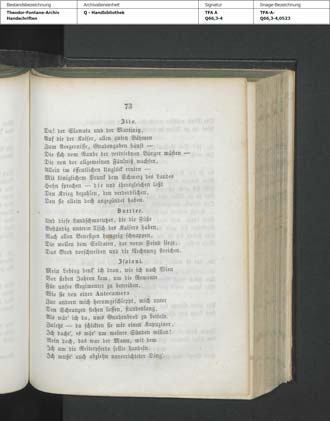 Bestandsbezeichnung
Theodor-Fontane-Archiv
Handschriften
Archivalieneinheit
Q - Handbibliothek
Signatur
TFA A
Q66,3-4
Image-Bezeichnung
TFA-A-
Q66,3-4,0523
73
Illo.
Daß der Slawata und der Martinitz,
Auf die der Kaiser, allen guten Böhmen
Zum Aergernisse, Gnadengaben häuft —
Die sich vom Raube der vertriebnen Bürger mästen —
Die von der allgemeinen Fäulniß wachsen,
Allein im öffentlichen Unglück ernten —
Mit königlichem Prunk dem Schmerz des Landes
Hohn sprechen — die und ihresgleichen laßt
Den Krieg bezahlen, den verderblichen,
Den sie allein doch angezündet haben.
Buttler.
Und diese Landschmarutzer, die die Füße
Beständig unterm Tisch des Kaisers haben,
Nach allen Benefizen hungrig schnappen,
Die wollen dem Soldaten, der vorm Feind liegt,
Das Brod vorschneiden und die Rechnung streichen.
Isolani.
Mein Lebtag denk' ich dran, wie ich nach Wien
Vor sieben Jahren kam, um die Remonte
Für unsre Regimenter zu betreiben,
Wie sie von einer Antecamera
Zur andern mich herumgeschleppt, mich unter
Den Schranzen stehen lassen, stundenlang,
Als wär' ich da, ums Gnadenbrod zu betteln.
Zuletzt — da schickten sie mir einen Kapuziner,
Ich dacht', es wär' um meiner Sünden willen!
Nein doch, das war der Mann, mit dem
Ich um die Reiterpferde sollte handeln.
Ich mußt' auch abziehn unverrichteter Ding'.